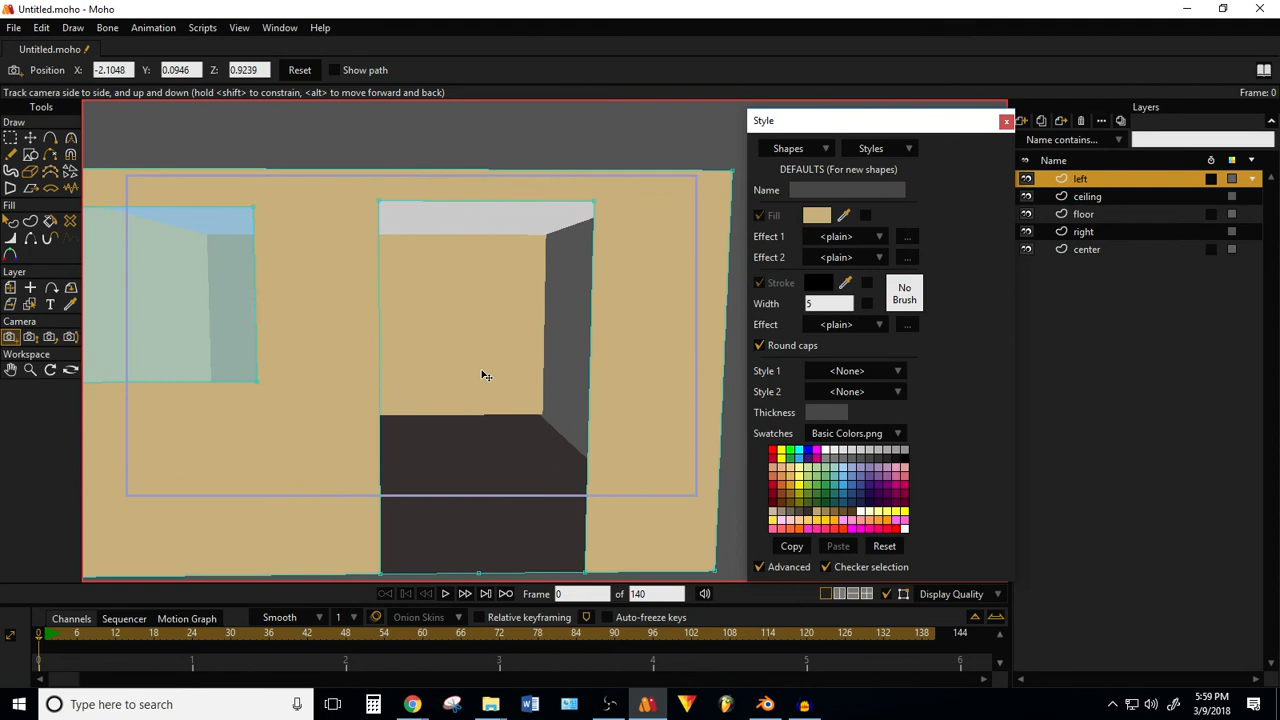 Untitled.moho - Moho
File Edit Draw Bone Animation Scripts View Window Help
Untitled.moho
Position X: -2.1048 Y: 0.0946 Z: 0.9239 Reset Show path
Track camera side to side, and up and down (hold <shift> to constrain, <alt> to move forward and back) Frame: 0
Tools
Draw
Fill
Layer
Camera
Workspace
Style
Shapes Styles
DEFAULTS (For new shapes)
Name
Fill
Effect 1 <plain> ...
Effect 2 <plain> ...
Stroke
No Brush
Width 5
Effect <plain> ...
Round caps
Style 1 <None>
Style 2 <None>
Thickness
Swatches Basic Colors.png
Copy Paste Reset
Advanced Checker selection
Layers
Name contains...
Name
left
ceiling
floor
right
center
Frame 0 of 140 Display Quality
Channels Sequencer Motion Graph Smooth 1 Onion Skins Relative keyframing Auto-freeze keys
0 6 12 18 24 30 36 42 48 54 60 66 72 78 84 90 96 102 108 114 120 126 132 138 144
0 1 2 3 4 5 6
Type here to search
5:59 PM
3/9/2018